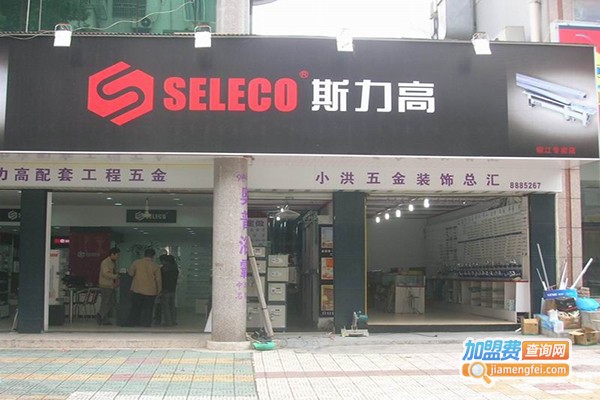 SELECO® 斯力高
力高配套工程五金
小洪五金装饰总汇
8885267
SELECO
加盟费查询网
jiamengfei.com